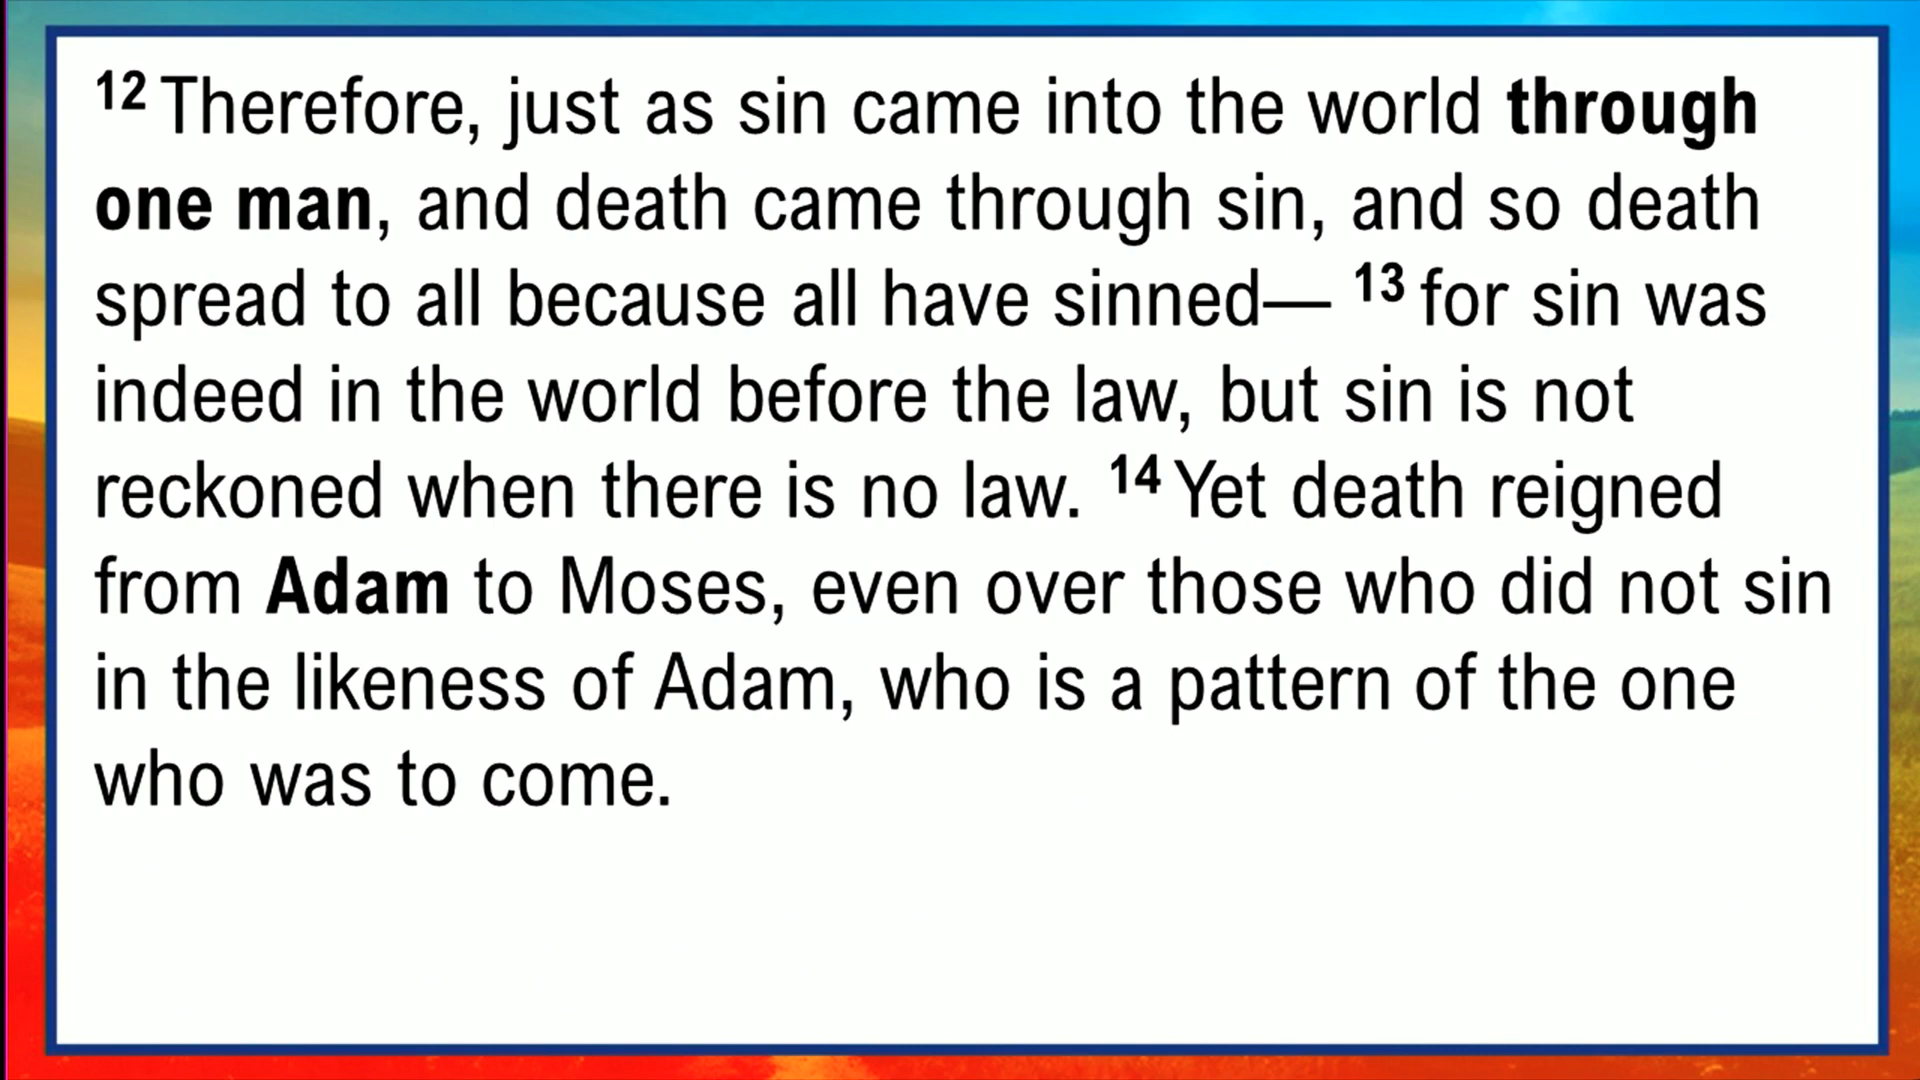 12 Therefore, just as sin came into the world through
one man, and death came through sin, and so death
spread to all because all have sinned— 13 for sin was
indeed in the world before the law, but sin is not
reckoned when there is no law. 14 Yet death reigned
from Adam to Moses, even over those who did not sin
in the likeness of Adam, who is a pattern of the one
who was to come.